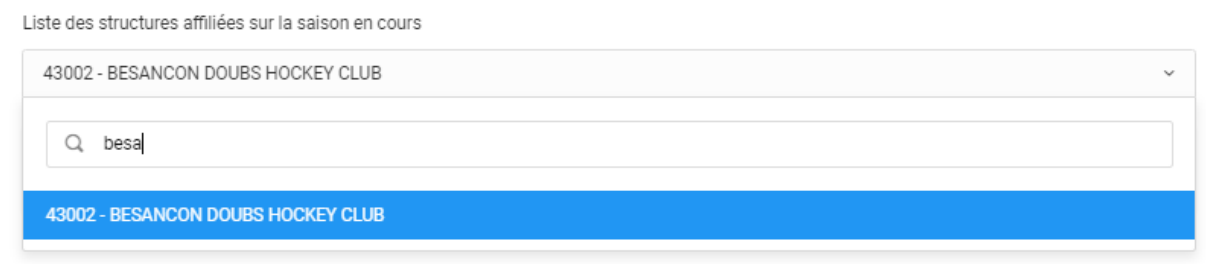 Liste des structures affiliées sur la saison en cours
43002 - BESANCON DOUBS HOCKEY CLUB
besa
43002 - BESANCON DOUBS HOCKEY CLUB